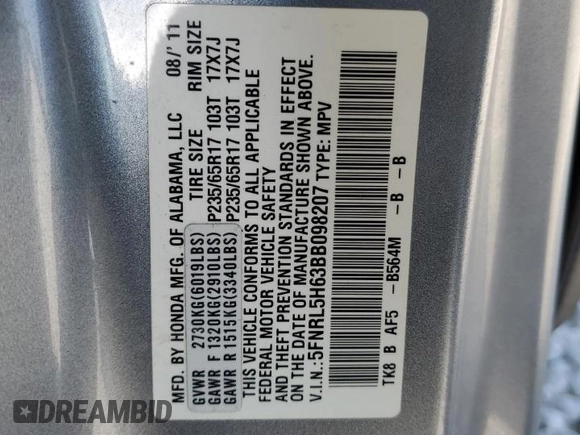 MFD. BY HONDA MFG. OF ALABAMA, LLC 08/'11
TIRE SIZE RIM SIZE
GVWR 2730KG(6019LBS)
GAWR F 1320KG(2910LBS) P235/65R17 103T 17X7J
GAWR R 1515KG(3340LBS) P235/65R17 103T 17X7J
THIS VEHICLE CONFORMS TO ALL APPLICABLE
FEDERAL MOTOR VEHICLE SAFETY
AND THEFT PREVENTION STANDARDS IN EFFECT
ON THE DATE OF MANUFACTURE SHOWN ABOVE.
V.I.N.:5FNRL5H63BB098207 TYPE: MPV
TK8 B AF5 -B564M -B -B
DREAMBID